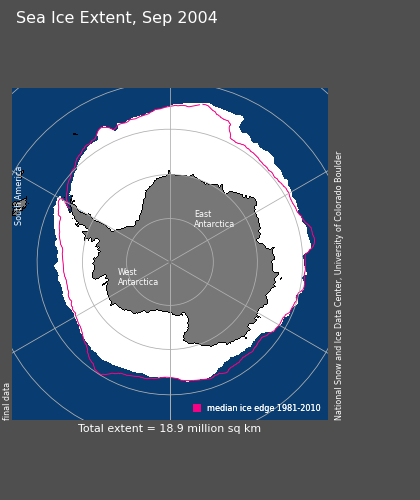 Sea Ice Extent, Sep 2004
South America
East
Antarctica
West
Antarctica
National Snow and Ice Data Center, University of Colorado Boulder
final data
median ice edge 1981-2010
Total extent = 18.9 million sq km